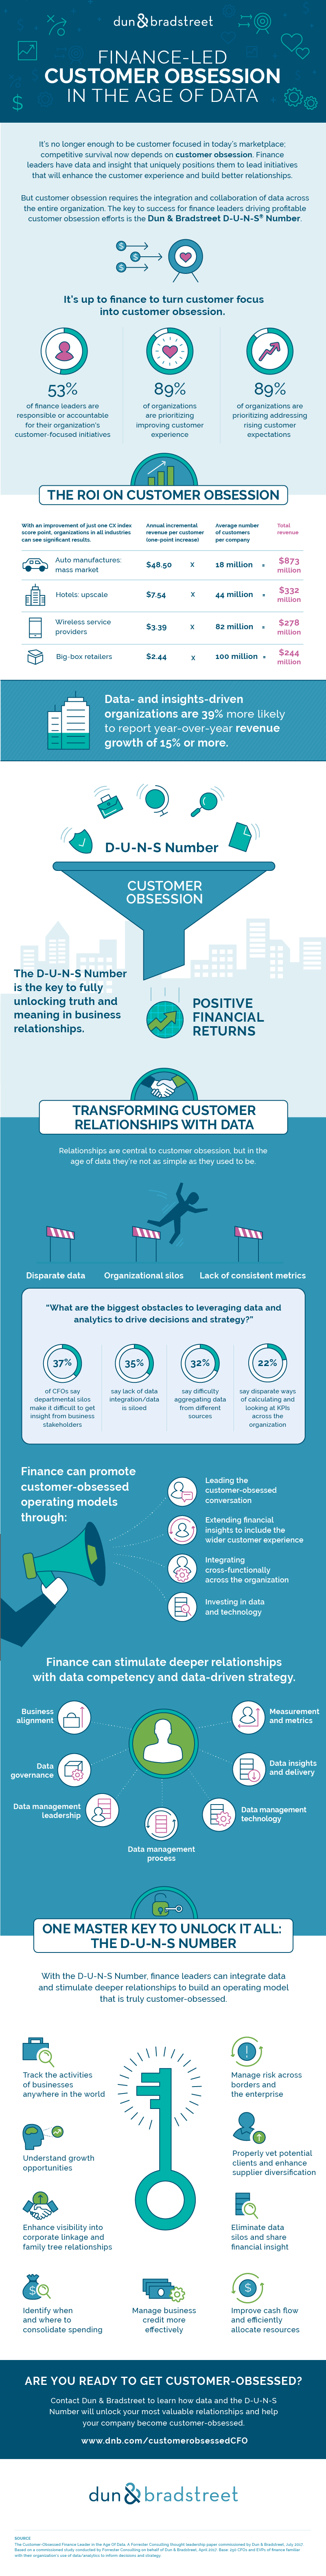 dun&bradstreet
FINANCE-LED
CUSTOMER OBSESSION
IN THE AGE OF DATA
It's no longer enough to be customer focused in today's marketplace;
competitive survival now depends on customer obsession. Finance
leaders have data and insight that uniquely positions them to lead initiatives
that will enhance the customer experience and build better relationships.
But customer obsession requires the integration and collaboration of data across
the entire organization. The key to success for finance leaders driving profitable
customer obsession efforts is the Dun & Bradstreet D-U-N-S® Number.
It's up to finance to turn customer focus
into customer obsession.
53%
of finance leaders are
responsible or accountable
for their organization's
customer-focused initiatives
89%
of organizations
are prioritizing
improving customer
experience
89%
of organizations are
prioritizing addressing
rising customer
expectations
THE ROI ON CUSTOMER OBSESSION
With an improvement of just one CX index
score point, organizations in all industries
can see significant results.
Annual incremental
revenue per customer
(one-point increase)
Average number
of customers
per company
Total
revenue
Auto manufactures:
mass market
$48.50 x 18 million = $873
million
Hotels: upscale
$7.54 x 44 million = $332
million
Wireless service
providers
$3.39 x 82 million = $278
million
Big-box retailers
$2.44 x 100 million = $244
million
Data- and insights-driven
organizations are 39% more likely
to report year-over-year revenue
growth of 15% or more.
D-U-N-S Number
CUSTOMER
OBSESSION
The D-U-N-S Number
is the key to fully
unlocking truth and
meaning in business
relationships.
POSITIVE
FINANCIAL
RETURNS
TRANSFORMING CUSTOMER
RELATIONSHIPS WITH DATA
Relationships are central to customer obsession, but in the
age of data they're not as simple as they used to be.
Disparate data
Organizational silos
Lack of consistent metrics
"What are the biggest obstacles to leveraging data and
analytics to drive decisions and strategy?"
37%
of CFOs say
departmental silos
make it difficult to get
insight from business
stakeholders
35%
say lack of data
integration/data
is siloed
32%
say difficulty
aggregating data
from different
sources
22%
say disparate ways
of calculating and
looking at KPIs
across the
organization
Finance can promote
customer-obsessed
operating models
through:
Leading the
customer-obsessed
conversation
Extending financial
insights to include the
wider customer experience
Integrating
cross-functionally
across the organization
Investing in data
and technology
Finance can stimulate deeper relationships
with data competency and data-driven strategy.
Business
alignment
Measurement
and metrics
Data
governance
Data insights
and delivery
Data management
leadership
Data management
technology
Data management
process
ONE MASTER KEY TO UNLOCK IT ALL:
THE D-U-N-S NUMBER
With the D-U-N-S Number, finance leaders can integrate data
and stimulate deeper relationships to build an operating model
that is truly customer-obsessed.
Track the activities
of businesses
anywhere in the world
Manage risk across
borders and
the enterprise
Understand growth
opportunities
Properly vet potential
clients and enhance
supplier diversification
Enhance visibility into
corporate linkage and
family tree relationships
Eliminate data
silos and share
financial insight
Identify when
and where to
consolidate spending
Manage business
credit more
effectively
Improve cash flow
and efficiently
allocate resources
ARE YOU READY TO GET CUSTOMER-OBSESSED?
Contact Dun & Bradstreet to learn how data and the D-U-N-S
Number will unlock your most valuable relationships and help
your company become customer-obsessed.
www.dnb.com/customerobsessedCFO
dun&bradstreet
SOURCE
The Customer-Obsessed Finance Leader In the Age Of Data, A Forrester Consulting thought leadership paper commissioned by Dun & Bradstreet, July 2017.
Based on a commissioned study conducted by Forrester Consulting on behalf of Dun & Bradstreet, April 2017. Base: 250 CFOs and EVPs of finance familiar
with their organization's use of data/analytics to inform decisions and strategy.